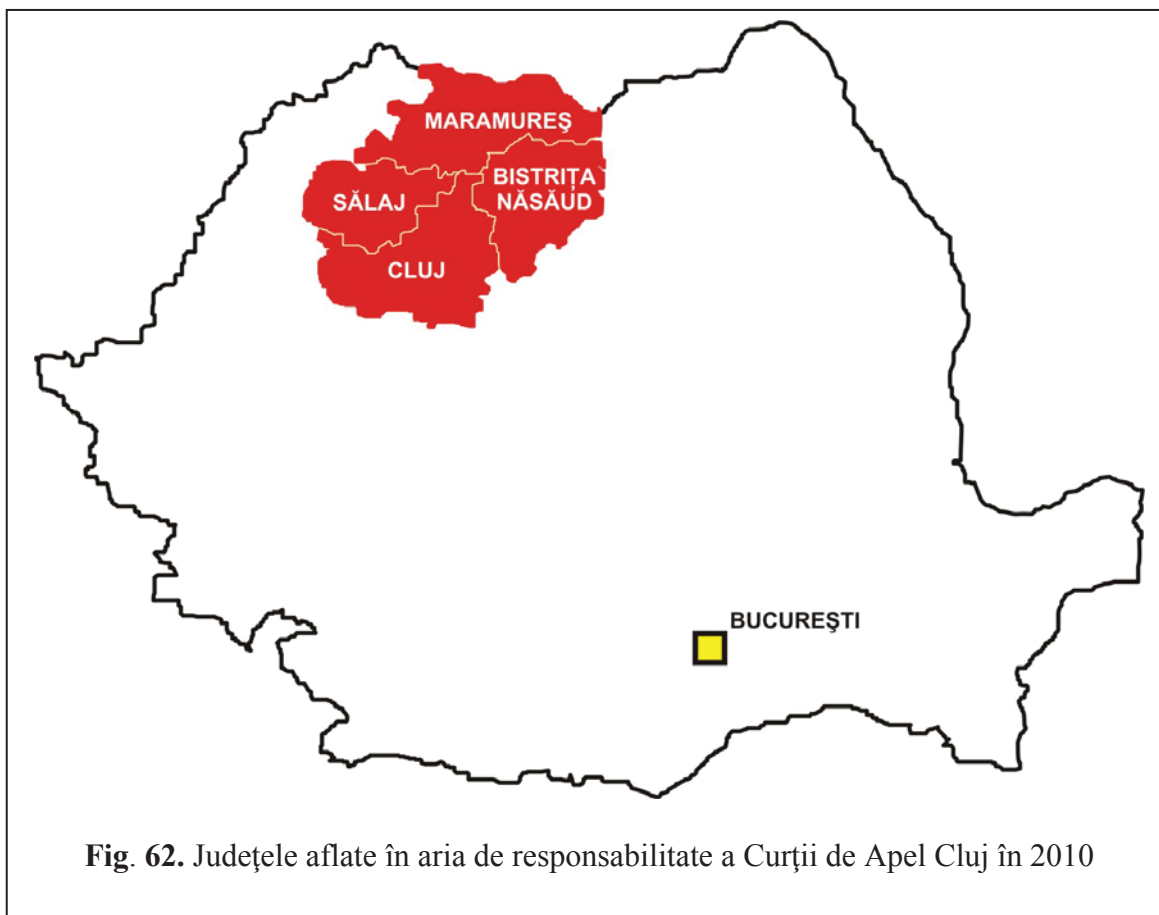 MARAMUREŞ
BISTRIȚA
NĂSĂUD
SĂLAJ
CLUJ
BUCUREŞTI
Fig. 62. Judeţele aflate în aria de responsabilitate a Curţii de Apel Cluj în 2010